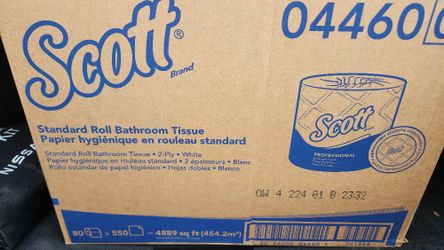 Scott®
Brand
04460
Standard Roll Bathroom Tissue
Papier hygiénique en rouleau standard
Standard Roll Bathroom Tissue • 2-Ply • White
Papier hygiénique en rouleau standard • 2 épaisseurs • Blanc
Rollo estándar de papel higiénico • Hojas dobles • Blanco
Scott
PROFESSIONAL
OW 4 224 01 B 23:32
80 x 550 = 4889 sq ft (454.2m²)
NISSAN
KIT